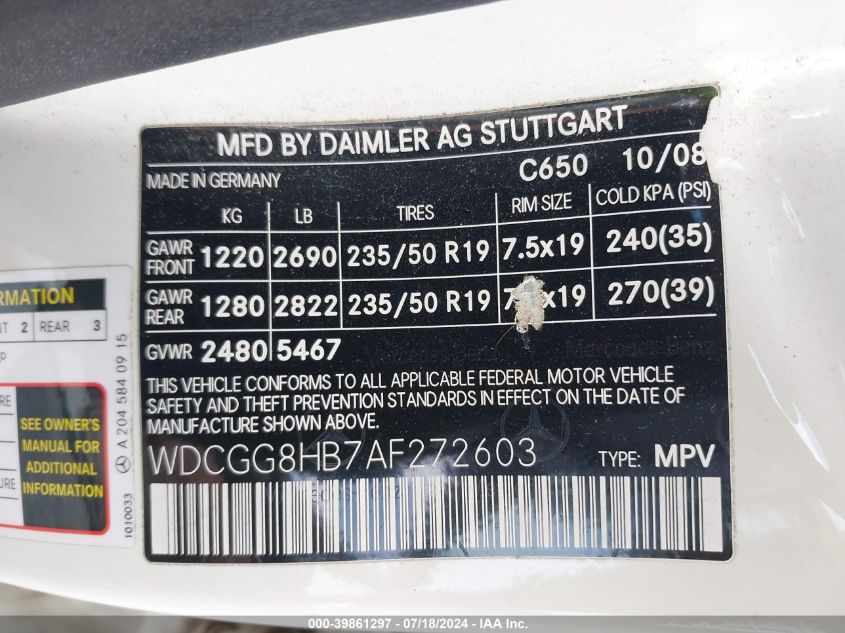 MFD BY DAIMLER AG STUTTGART
MADE IN GERMANY C650 10/08
KG LB TIRES RIM SIZE COLD KPA (PSI)
GAWR FRONT 1220 2690 235/50 R19 7.5x19 240(35)
GAWR REAR 1280 2822 235/50 R19 x19 270(39)
GVWR 2480 5467
Mercedes-Benz
THIS VEHICLE CONFORMS TO ALL APPLICABLE FEDERAL MOTOR VEHICLE
SAFETY AND THEFT PREVENTION STANDARDS IN EFFECT ON THE DATE OF
MANUFACTURE SHOWN ABOVE.
WDCGG8HB7AF272603 TYPE: MPV
REAR 3
2
SEE OWNER'S
MANUAL FOR
ADDITIONAL
INFORMATION
A 204 584 09 15
1010033
000-39861297 / 07/18/2024 - IAA Inc.